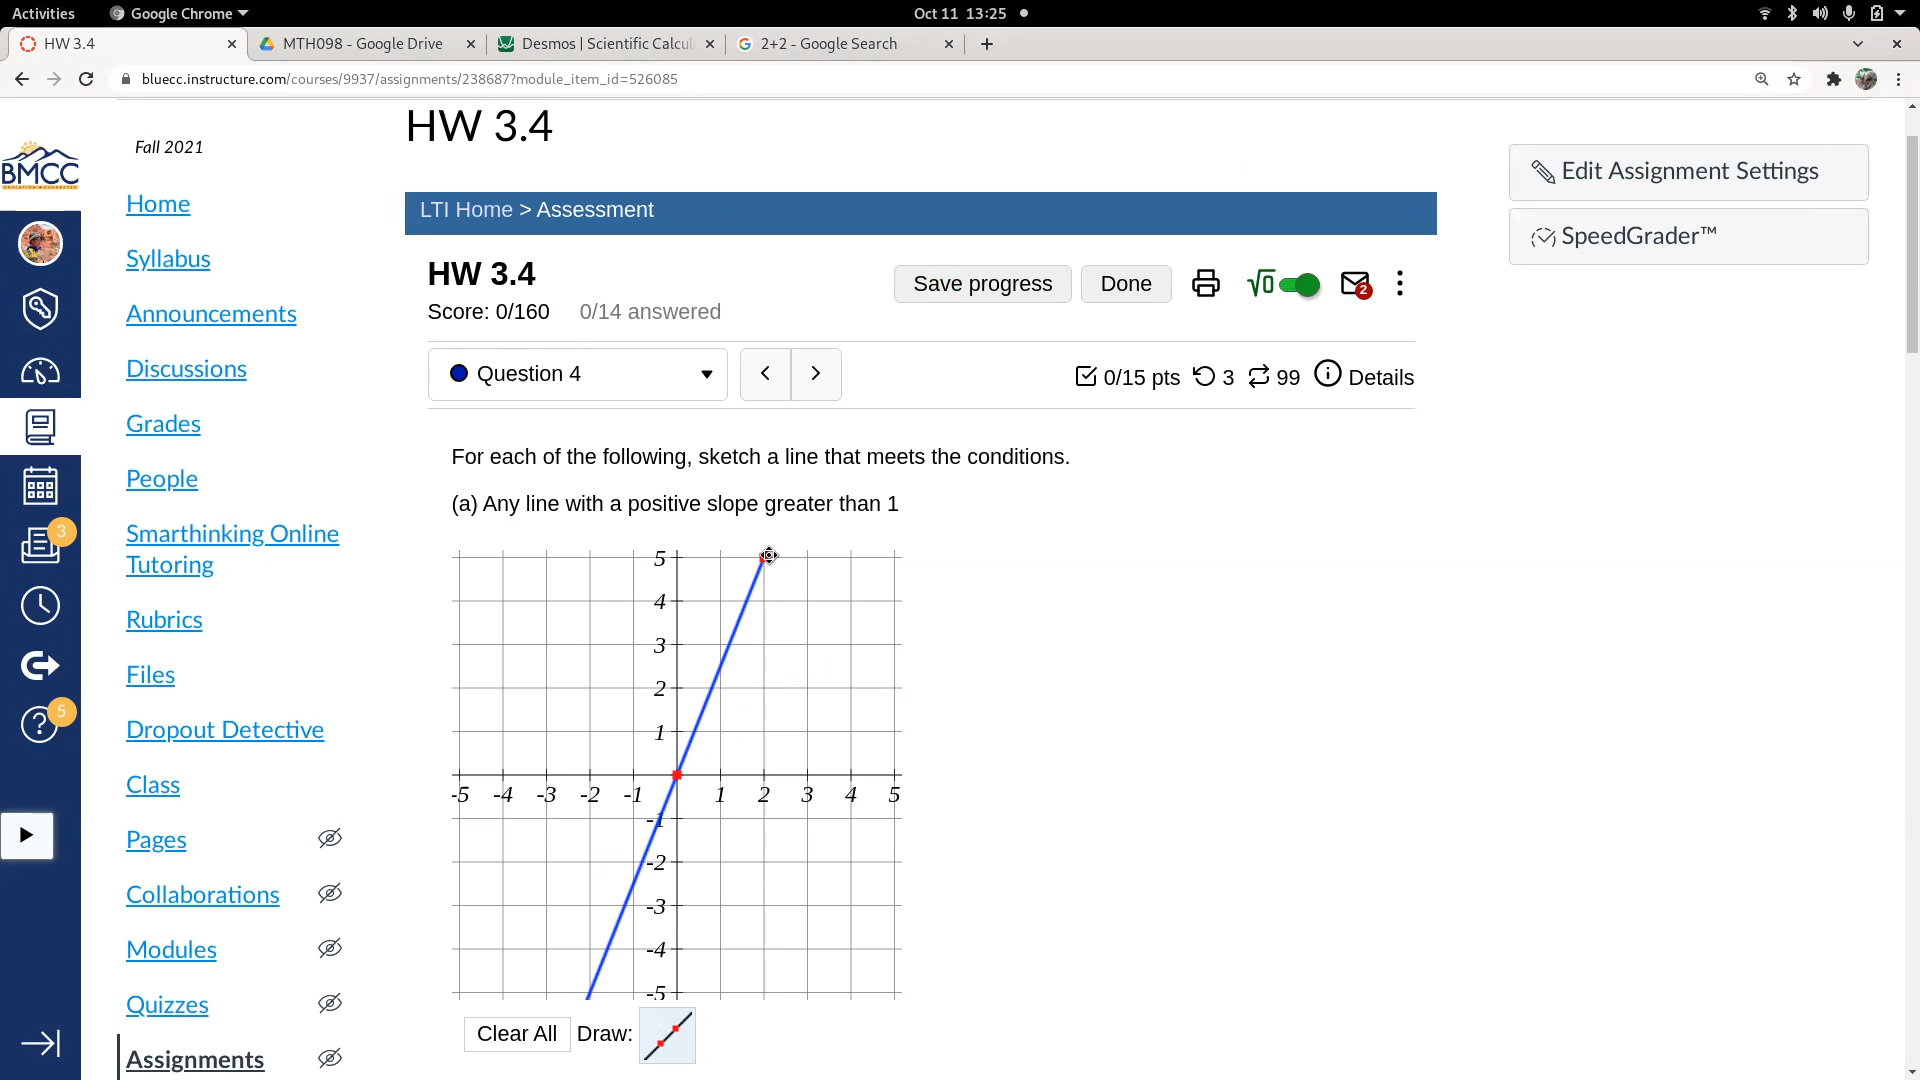 Activities
Google Chrome
Oct 11 13:25
HW 3.4
MTH098 - Google Drive
Desmos | Scientific Calcul
2+2 - Google Search
bluecc.instructure.com/courses/9937/assignments/238687?module_item_id=526085
BMCC
3
5
Fall 2021
Home
Syllabus
Announcements
Discussions
Grades
People
Smarthinking Online
Tutoring
Rubrics
Files
Dropout Detective
Class
Pages
Collaborations
Modules
Quizzes
Assignments
HW 3.4
LTI Home > Assessment
HW 3.4
Score: 0/160 0/14 answered
Save progress
Done
√0
2
Question 4
0/15 pts 3 99 Details
For each of the following, sketch a line that meets the conditions.
(a) Any line with a positive slope greater than 1
5
4
3
2
1
-5 -4 -3 -2 -1 1 2 3 4 5
-1
-2
-3
-4
-5
Clear All Draw:
Edit Assignment Settings
SpeedGrader™